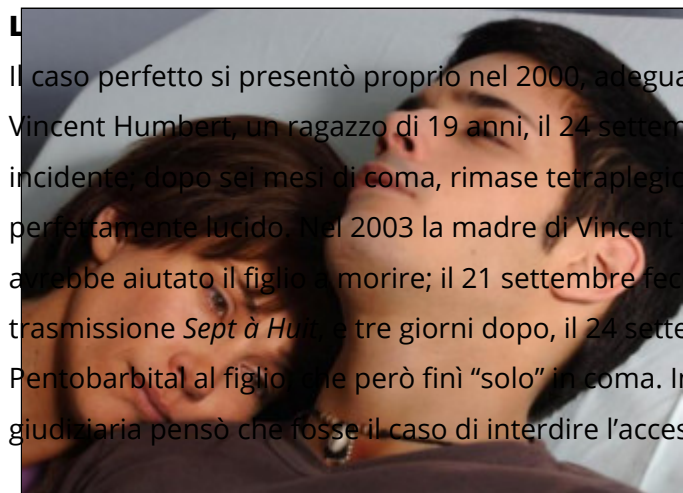 L
Il caso perfetto si presentò proprio nel 2000, adegua
Vincent Humbert, un ragazzo di 19 anni, il 24 settem
incidente; dopo sei mesi di coma, rimase tetraplegic
perfettamente lucido. Nel 2003 la madre di Vincent
avrebbe aiutato il figlio a morire; il 21 settembre fec
trasmissione Sept à Huit, e tre giorni dopo, il 24 sette
Pentobarbital al figlio, che però finì “solo” in coma. In
giudiziaria pensò che fosse il caso di interdire l’acces